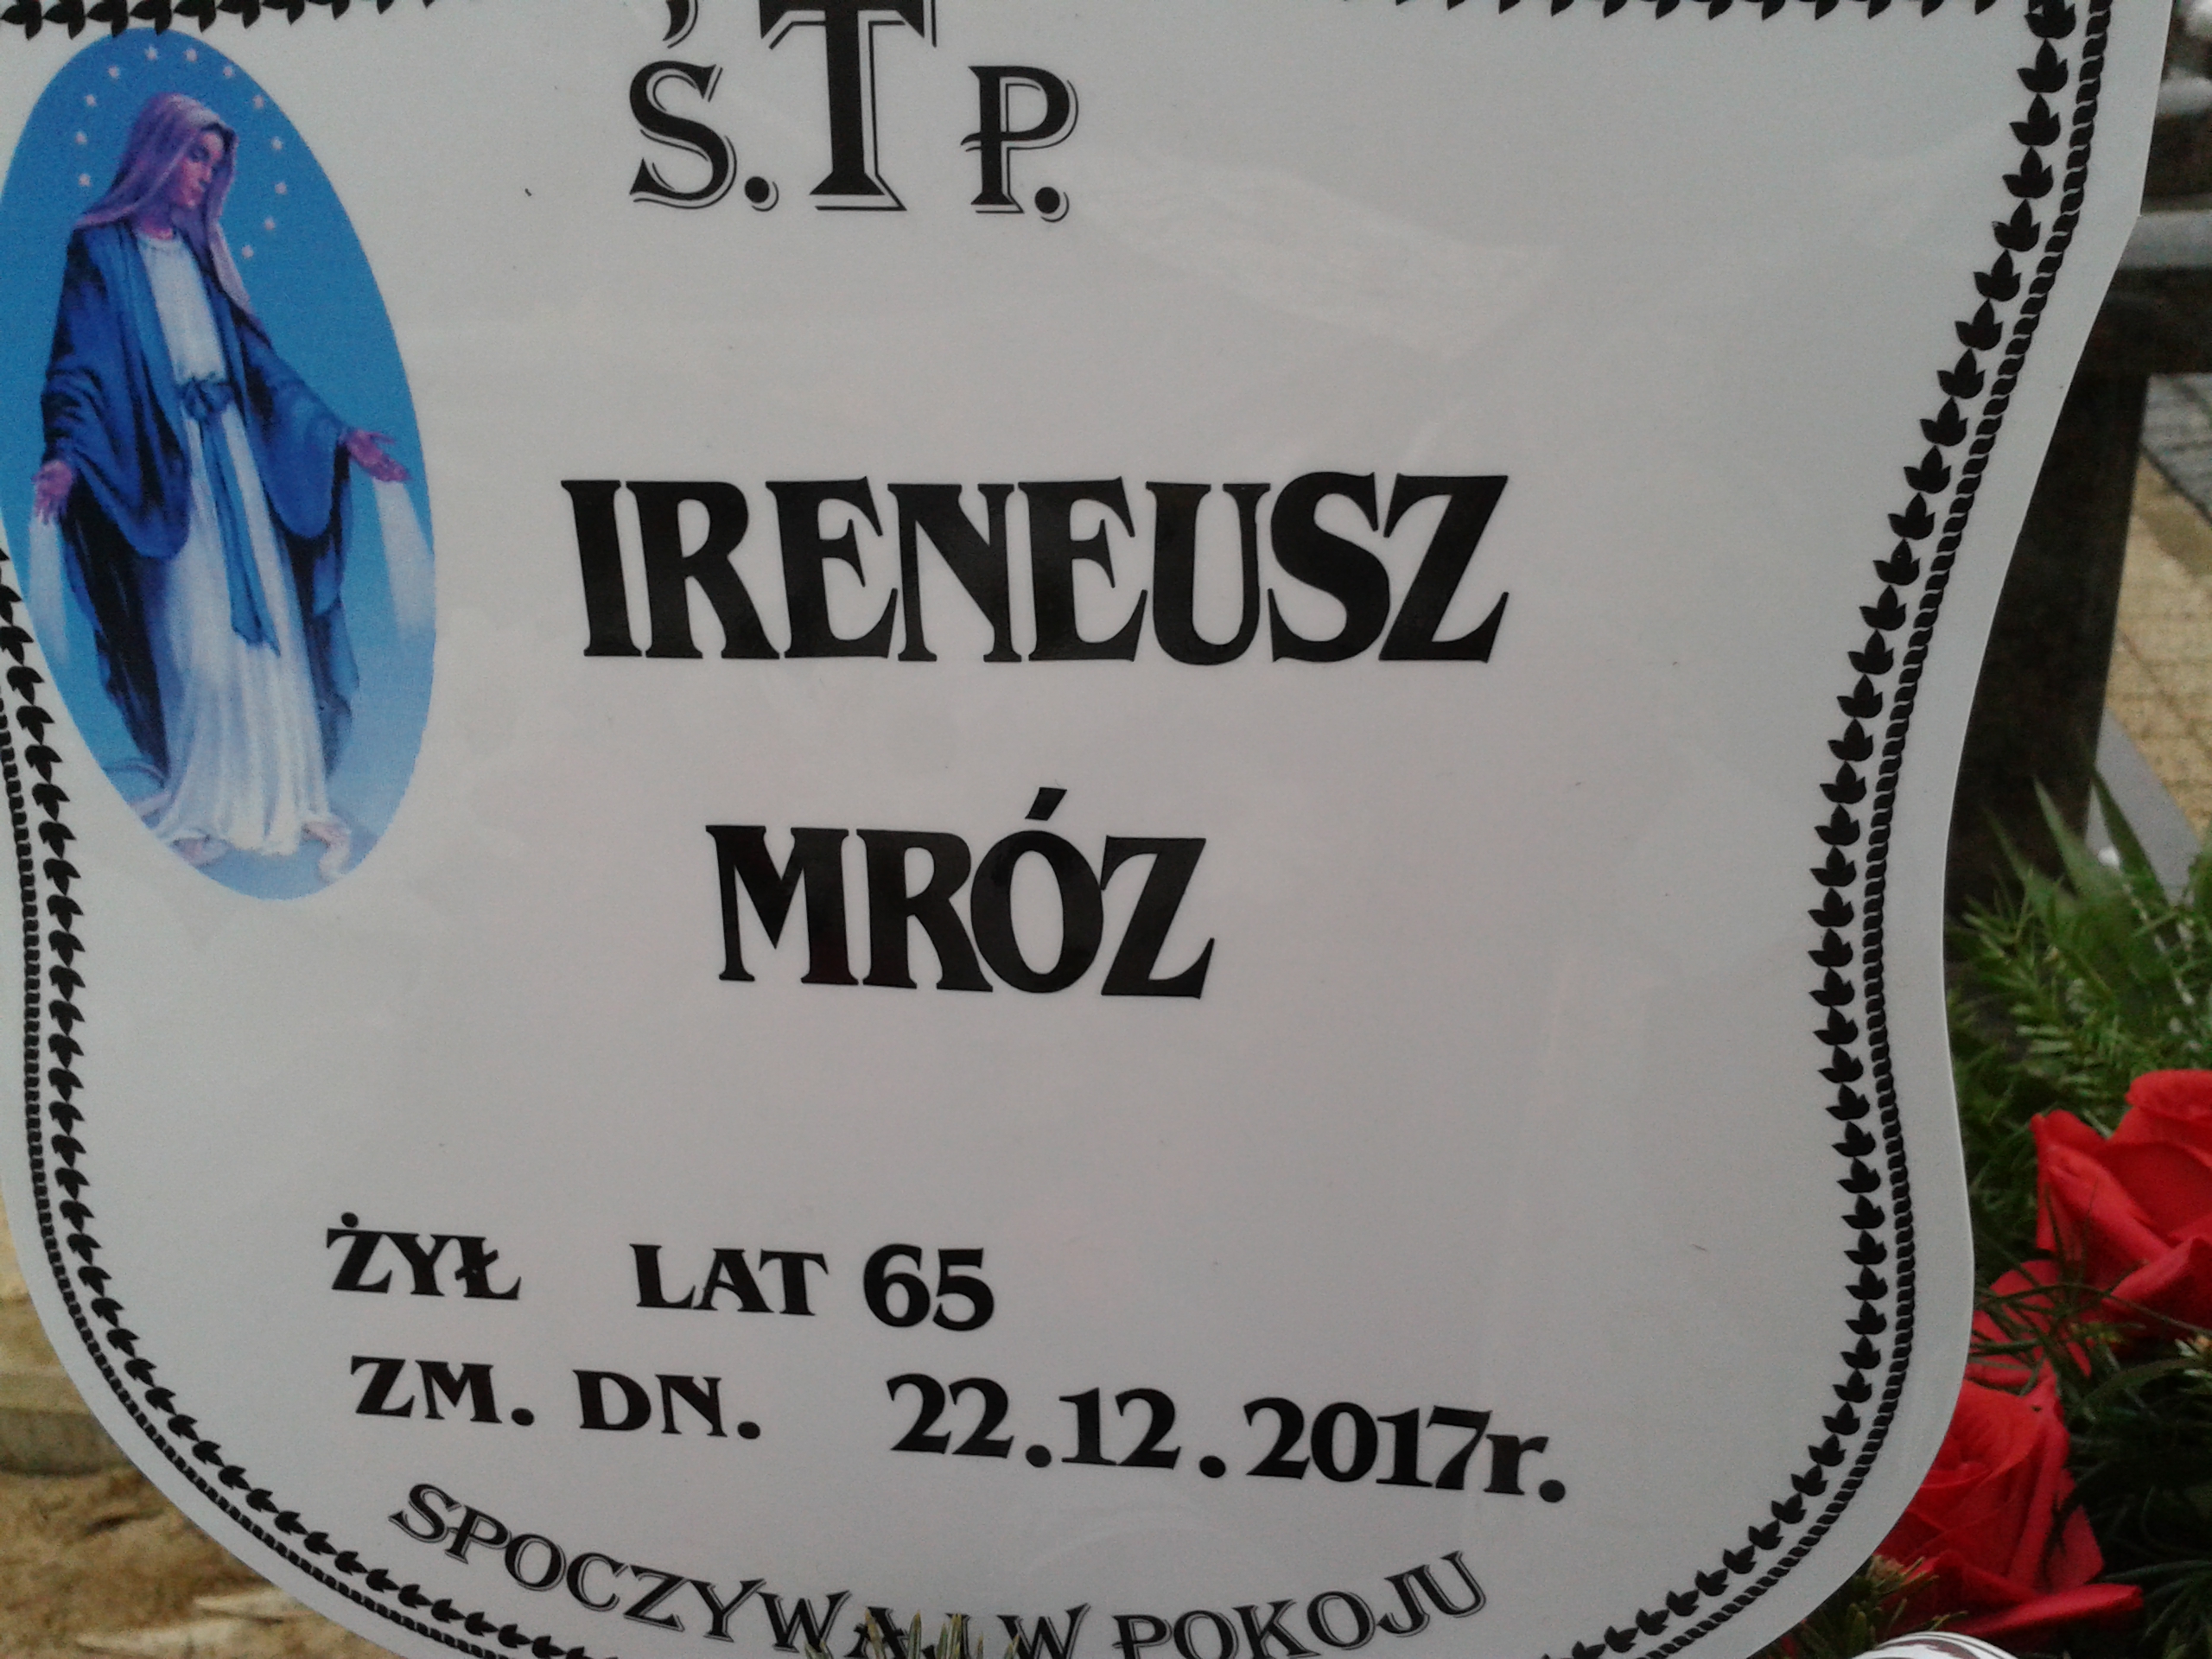 Ś.T P.
IRENEUSZ
MRÓZ
ŻYŁ LAT 65
ZM. DN. 22.12.2017r.
SPOCZYWAJ W POKOJU